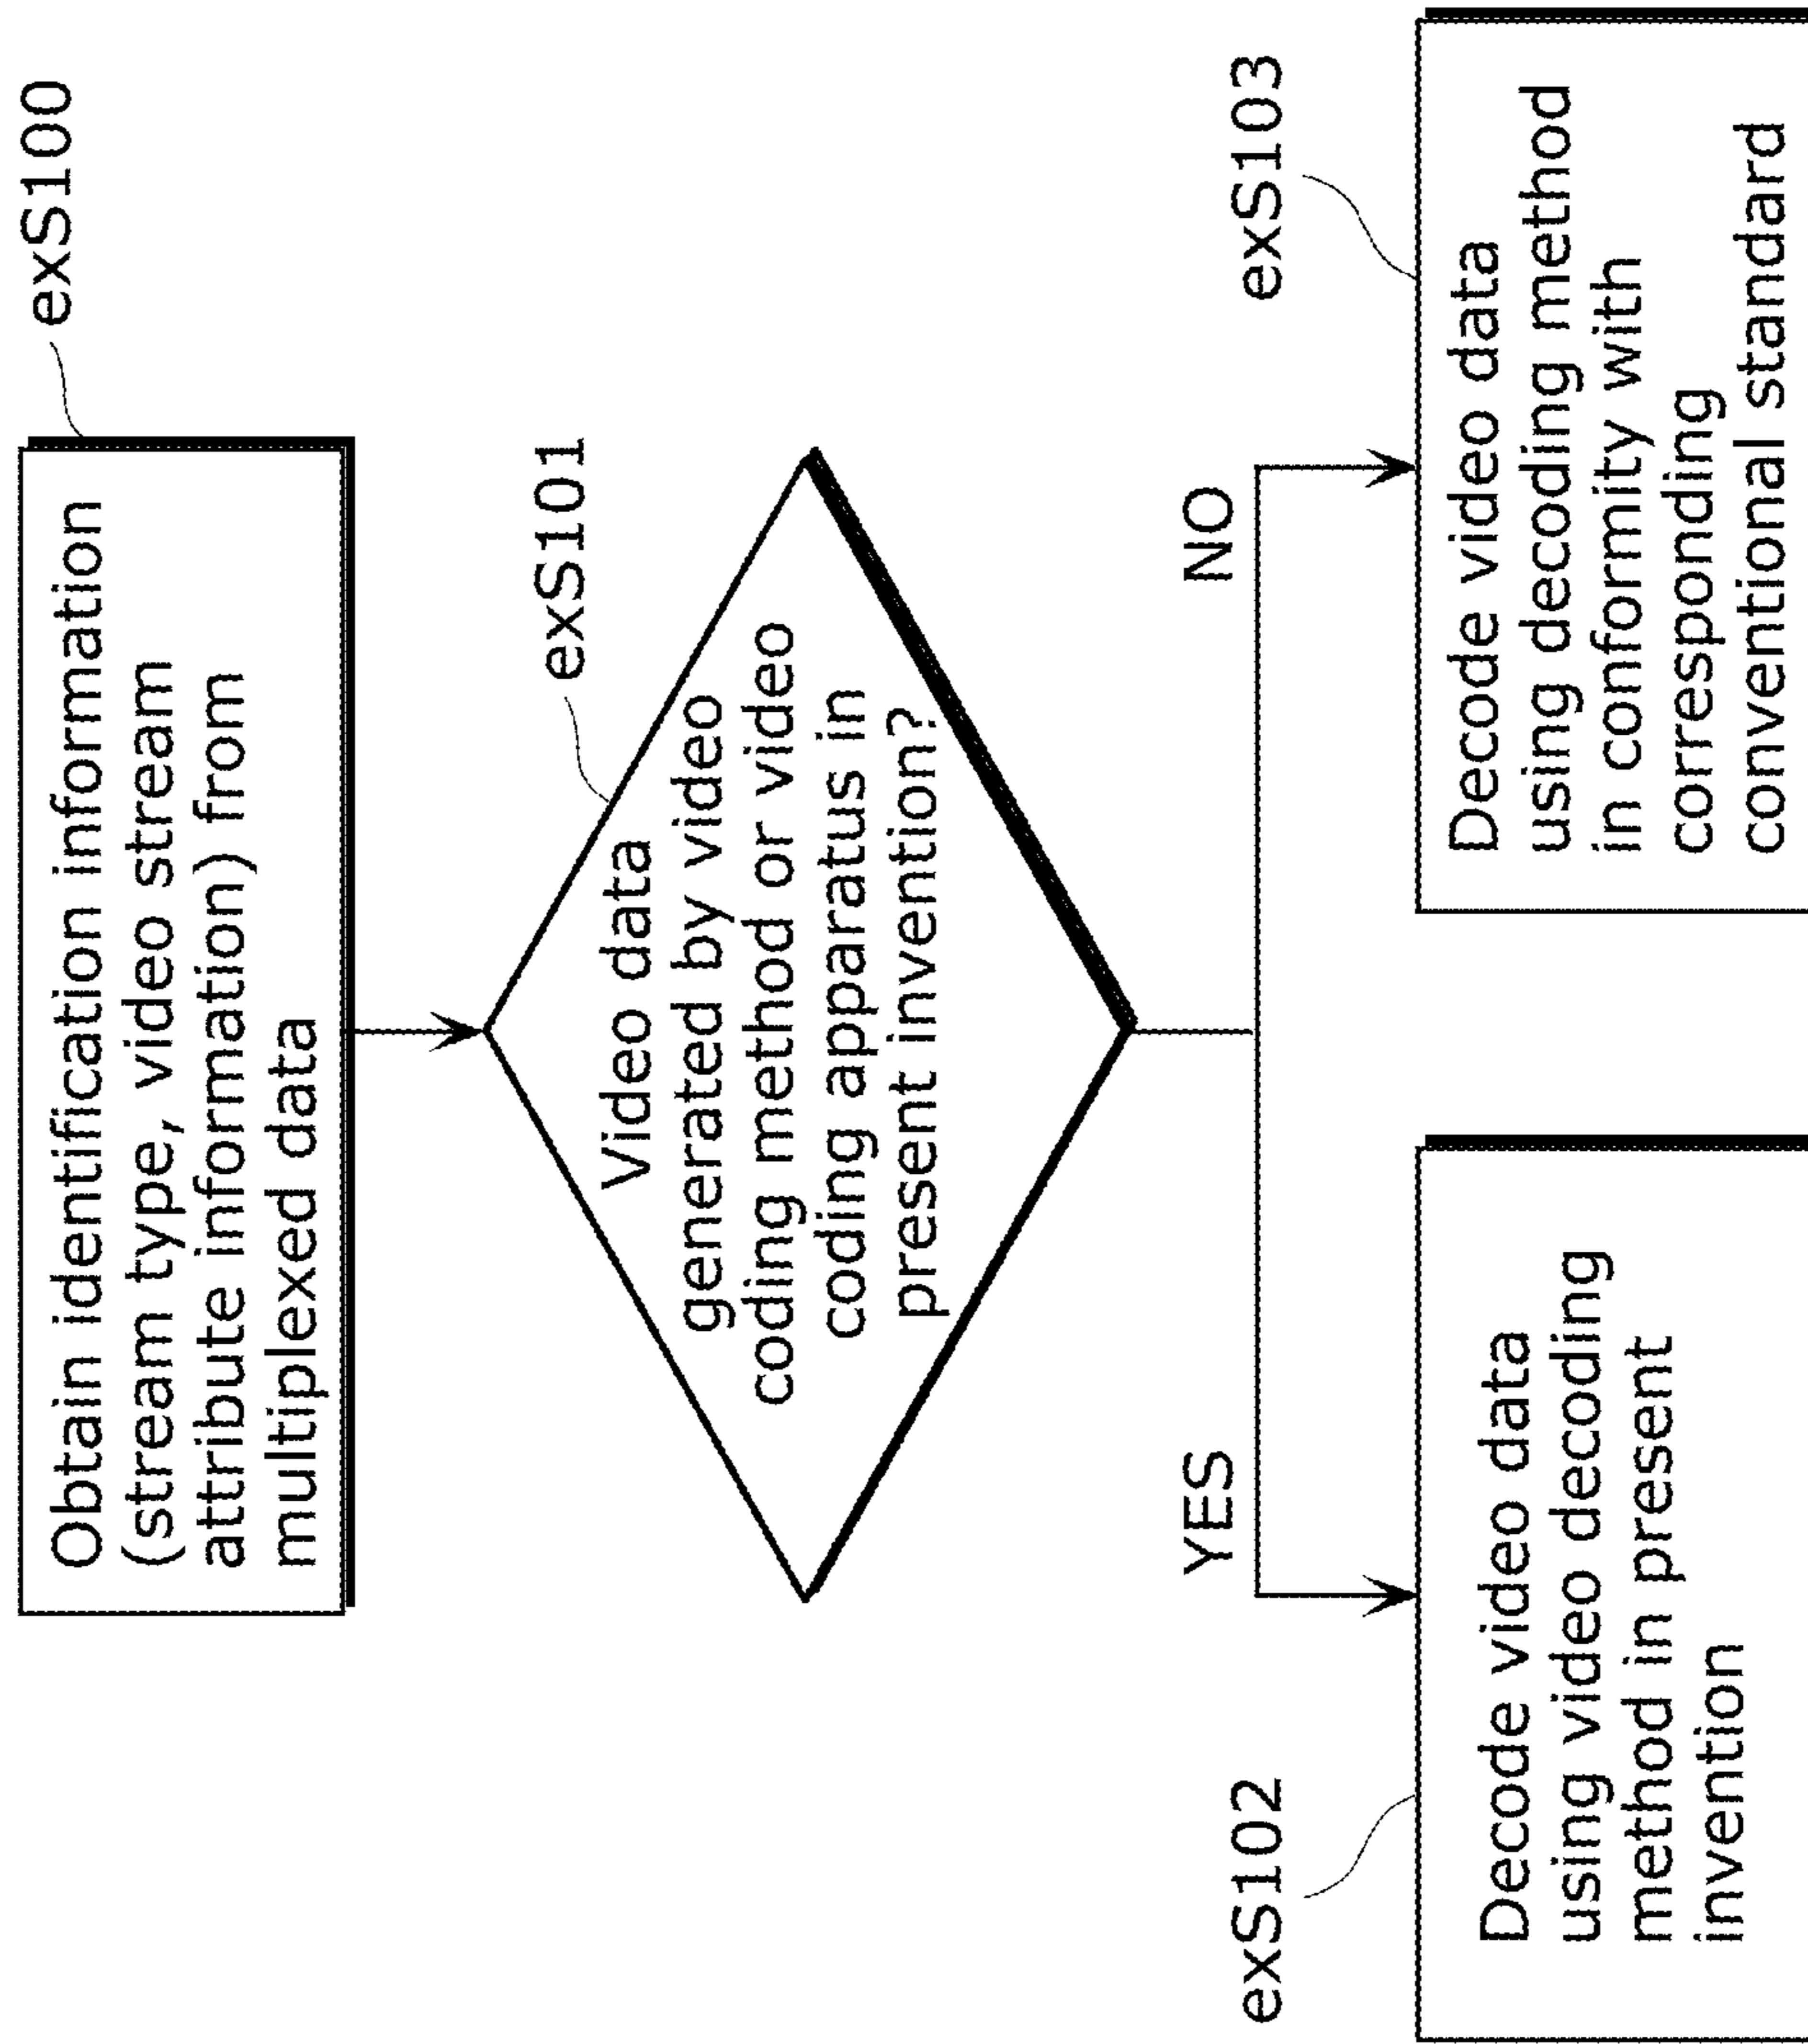 exS100
Obtain identification information
(stream type, video stream
attribute information) from
multiplexed data
exS101
Video data
generated by video
coding method or video
coding apparatus in
present invention?
YES
NO
exS102
Decode video data
using video decoding
method in present
invention
exS103
Decode video data
using decoding method
in conformity with
corresponding
conventional standard